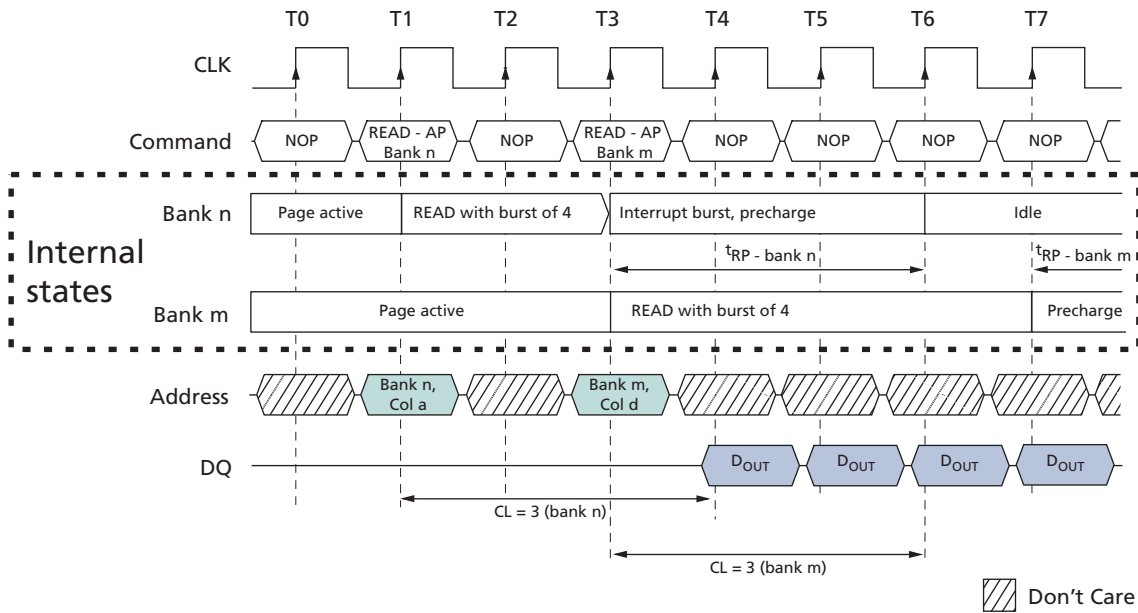 T0 T1 T2 T3 T4 T5 T6 T7
CLK
Command NOP READ - AP Bank n NOP READ - AP Bank m NOP NOP NOP NOP
Internal states
Bank n Page active READ with burst of 4 Interrupt burst, precharge Idle
tRP - bank n tRP - bank m
Bank m Page active READ with burst of 4 Precharge
Address Bank n, Col a Bank m, Col d
DQ DOUT DOUT DOUT DOUT
CL = 3 (bank n)
CL = 3 (bank m)
Don't Care